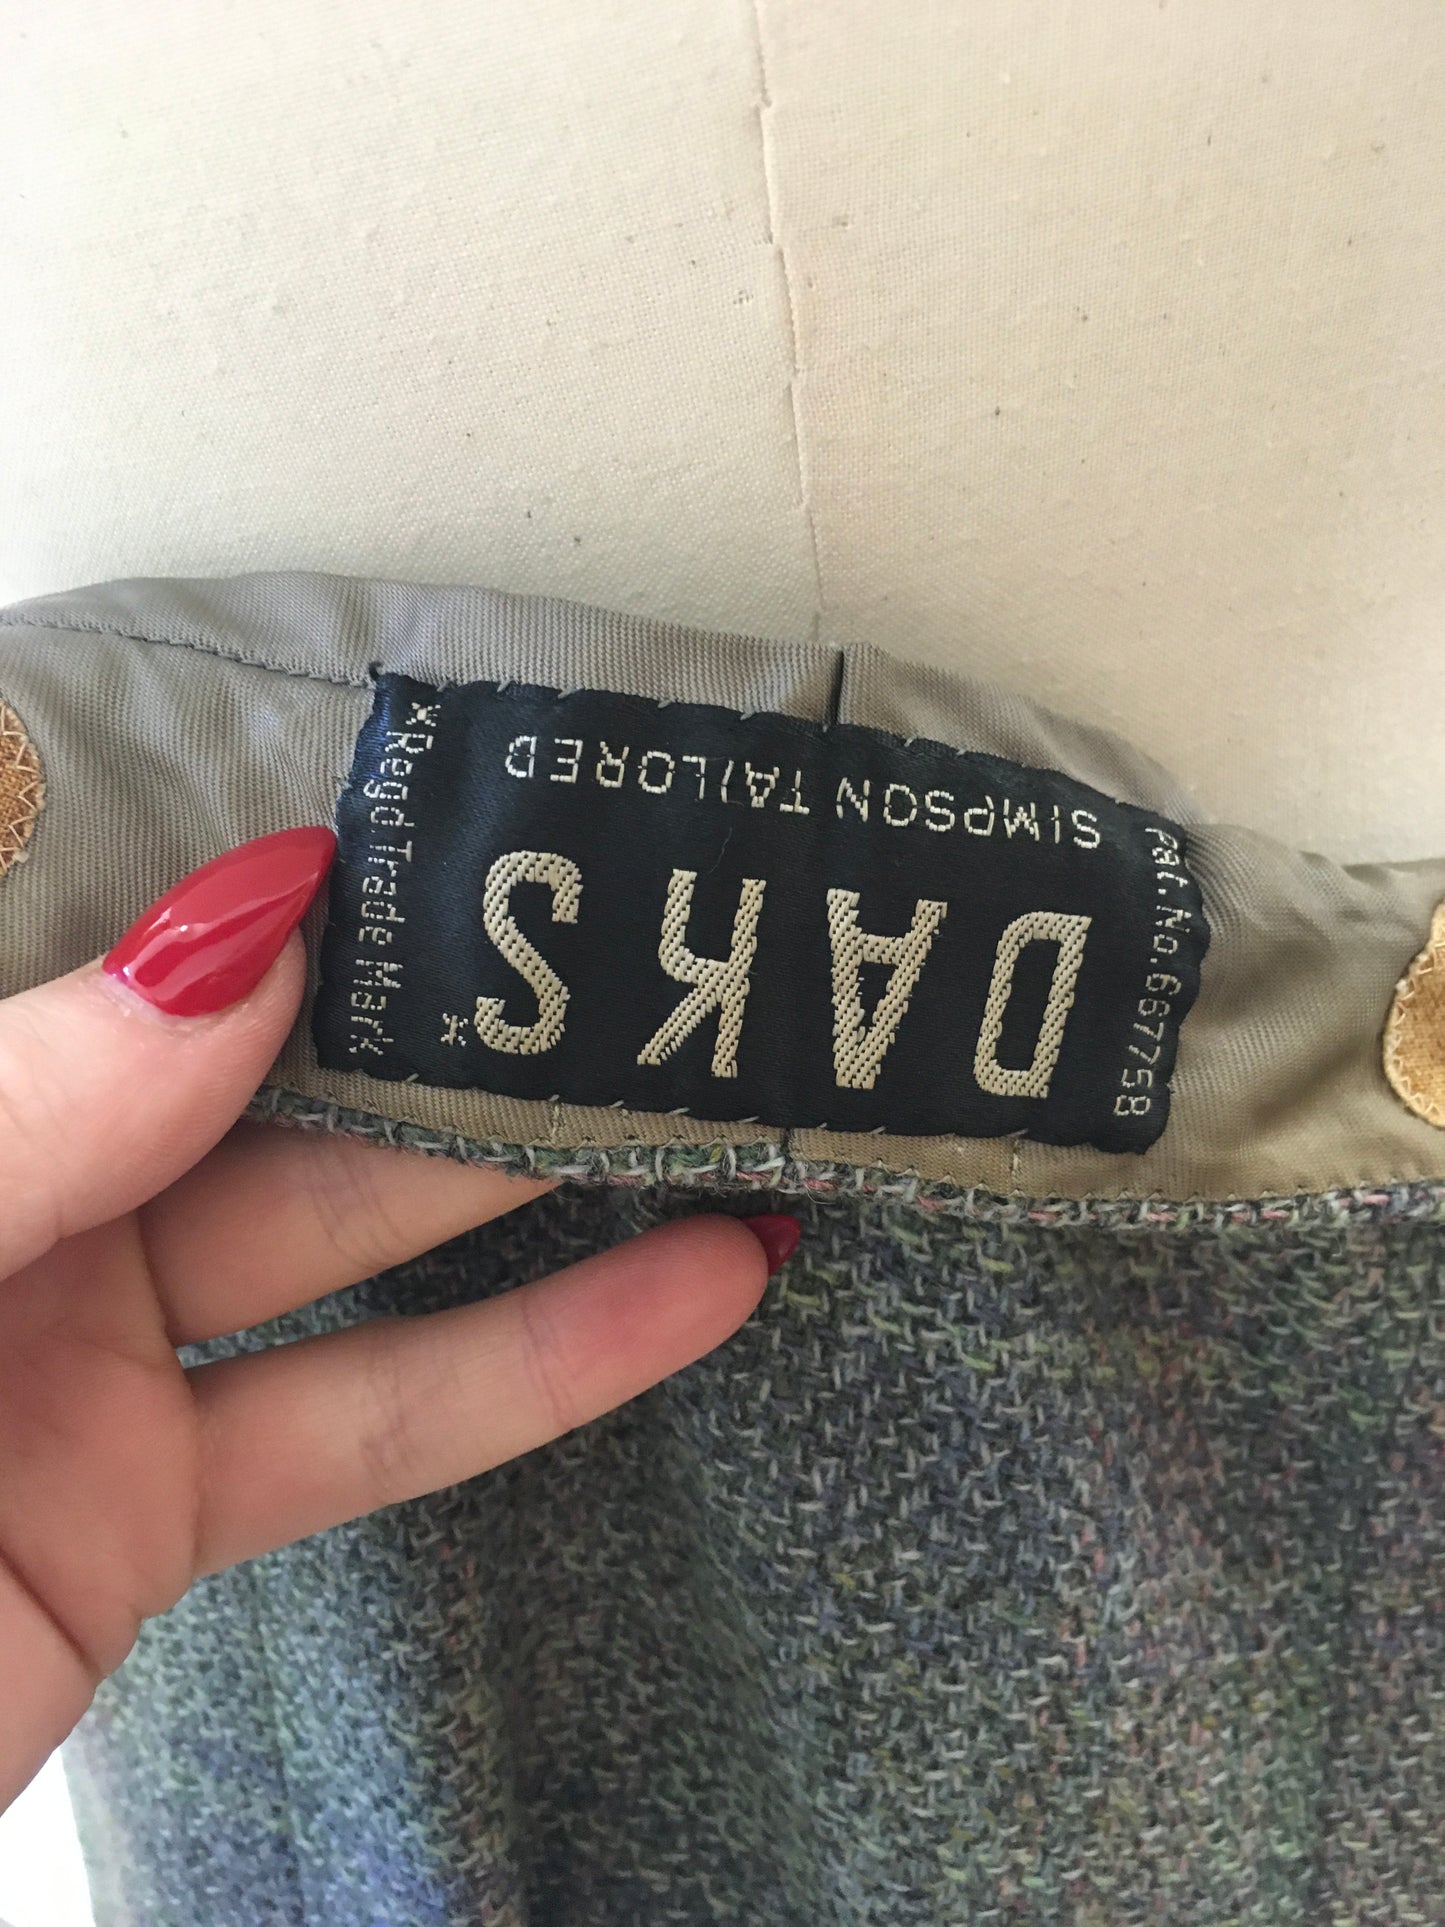 DAKS*
SIMPSON TAILORED
Pat.No.667758
*Regd.Trade Mark